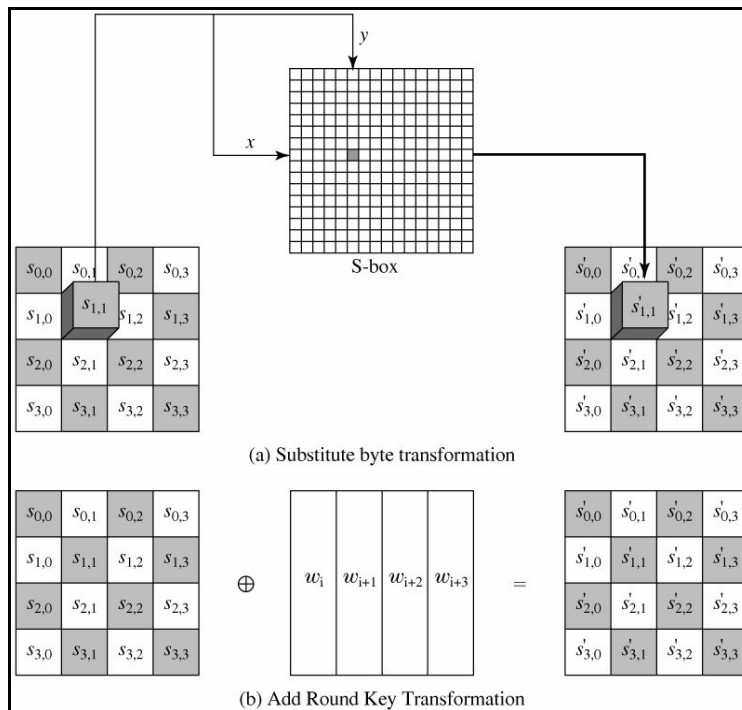 y
x
S-box
s0,0 s0,1 s0,2 s0,3
s1,0 s1,1 s1,2 s1,3
s2,0 s2,1 s2,2 s2,3
s3,0 s3,1 s3,2 s3,3
s'0,0 s'0,1 s'0,2 s'0,3
s'1,0 s'1,1 s'1,2 s'1,3
s'2,0 s'2,1 s'2,2 s'2,3
s'3,0 s'3,1 s'3,2 s'3,3
(a) Substitute byte transformation
s0,0 s0,1 s0,2 s0,3
s1,0 s1,1 s1,2 s1,3
s2,0 s2,1 s2,2 s2,3
s3,0 s3,1 s3,2 s3,3
⊕
wi wi+1 wi+2 wi+3
=
s'0,0 s'0,1 s'0,2 s'0,3
s'1,0 s'1,1 s'1,2 s'1,3
s'2,0 s'2,1 s'2,2 s'2,3
s'3,0 s'3,1 s'3,2 s'3,3
(b) Add Round Key Transformation